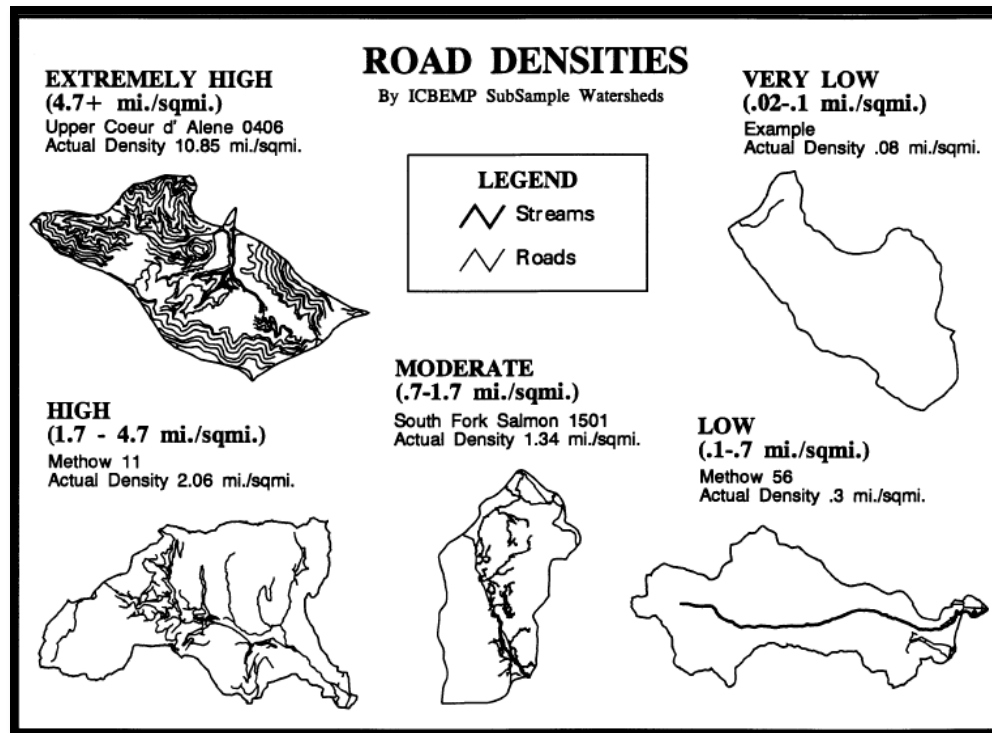 ROAD DENSITIES
By ICBEMP SubSample Watersheds
EXTREMELY HIGH
(4.7+ mi./sqmi.)
Upper Coeur d' Alene 0406
Actual Density 10.85 mi./sqmi.
LEGEND
Streams
Roads
VERY LOW
(.02-.1 mi./sqmi.)
Example
Actual Density .08 mi./sqmi.
HIGH
(1.7 - 4.7 mi./sqmi.)
Methow 11
Actual Density 2.06 mi./sqmi.
MODERATE
(.7-1.7 mi./sqmi.)
South Fork Salmon 1501
Actual Density 1.34 mi./sqmi.
LOW
(.1-.7 mi./sqmi.)
Methow 56
Actual Density .3 mi./sqmi.